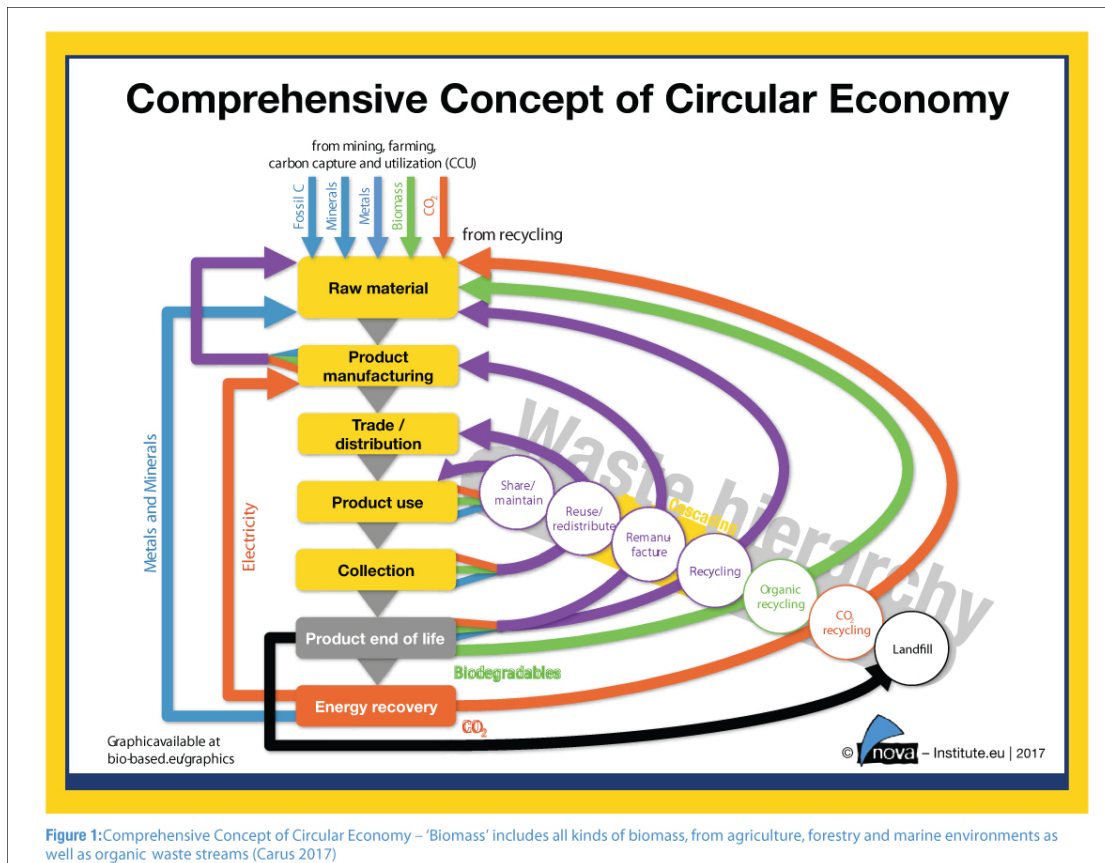 Comprehensive Concept of Circular Economy
from mining, farming,
carbon capture and utilization (CCU)
Fossil C
Minerals
Metals
Biomass
CO₂
from recycling
Raw material
Product
manufacturing
Trade /
distribution
Product use
Collection
Product end of life
Energy recovery
Metals and Minerals
Electricity
Waste hierarchy
Cascading
Share/
maintain
Reuse/
redistribute
Remanu-
facture
Recycling
Organic
recycling
CO₂
recycling
Landfill
Biodegradables
CO₂
Graphicavailable at
bio-based.eu/graphics
© nova – Institute.eu | 2017
Figure 1:Comprehensive Concept of Circular Economy – ‘Biomass’ includes all kinds of biomass, from agriculture, forestry and marine environments as
well as organic waste streams (Carus 2017)